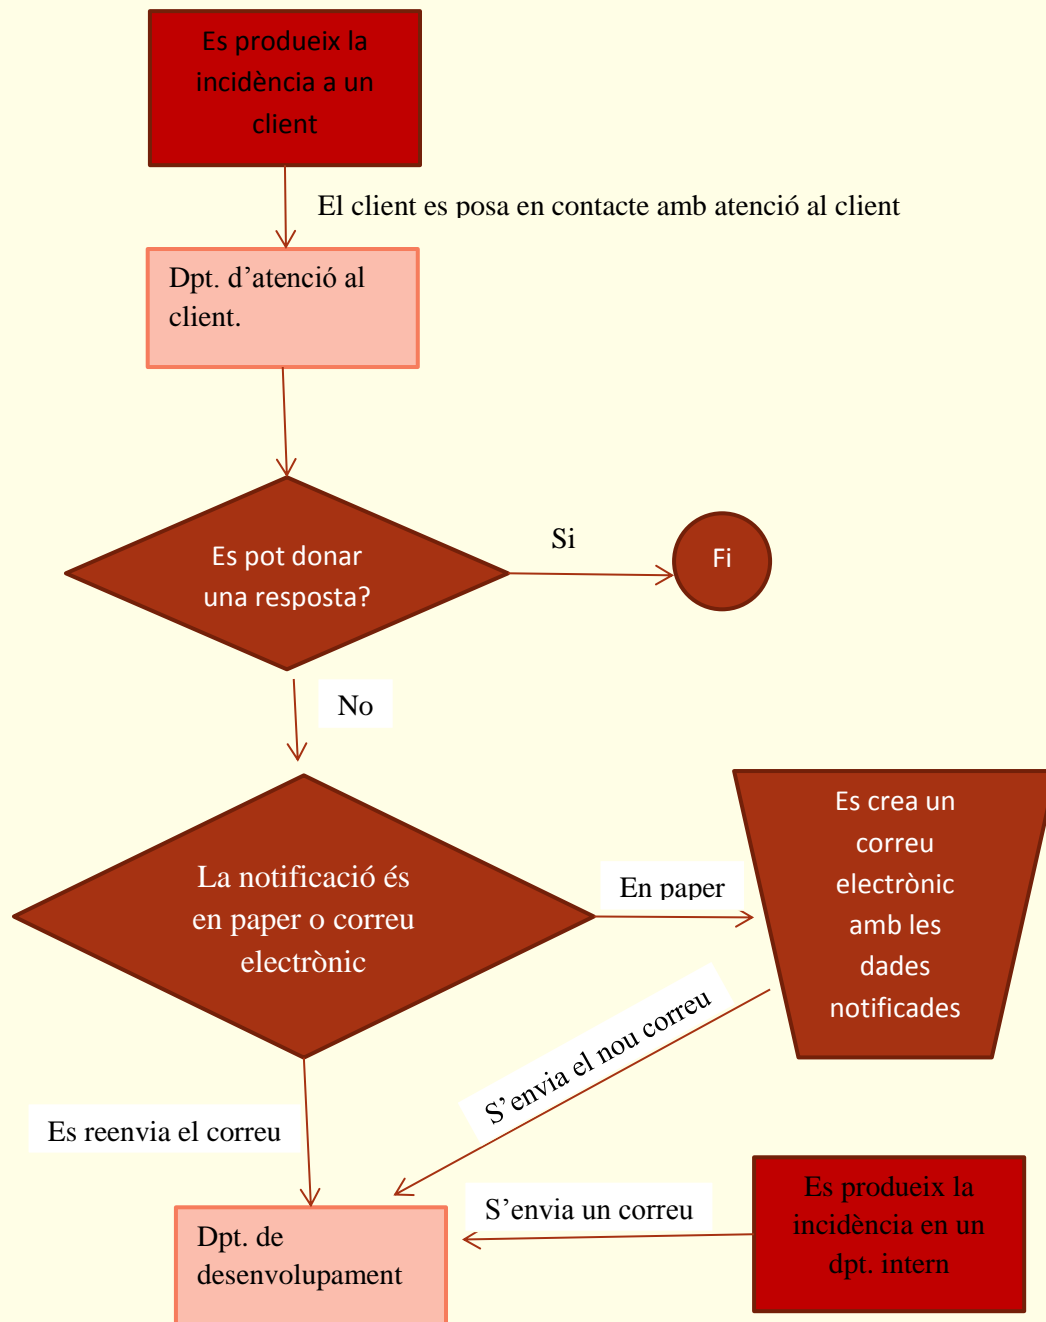 Es produeix la
incidència a un
client
El client es posa en contacte amb atenció al client
Dpt. d’atenció al
client.
Es pot donar
una resposta?
Si
Fi
No
La notificació és
en paper o correu
electrònic
En paper
Es crea un
correu
electrònic
amb les
dades
notificades
S’envia el nou correu
Es reenvia el correu
S’envia un correu
Es produeix la
incidència en un
dpt. intern
Dpt. de
desenvolupament